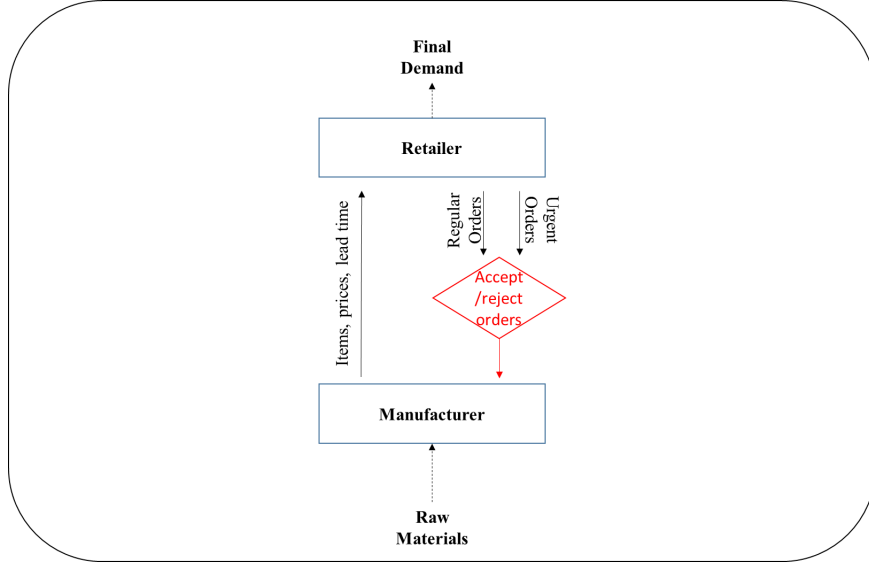 Final
Demand
Retailer
Items, prices, lead time
Regular
Orders
Urgent
Orders
Accept
/reject
orders
Manufacturer
Raw
Materials